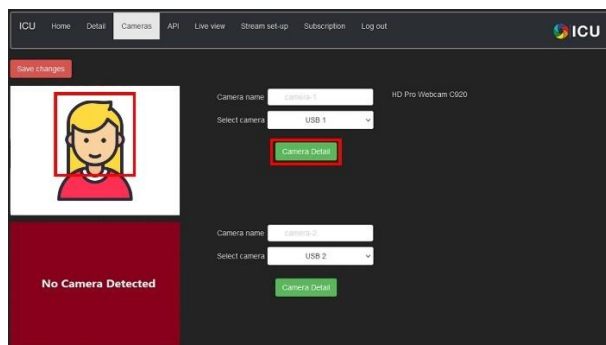 ICU Home Detail Cameras API Live view Stream set-up Subscription Log out ICU
Save changes
Camera name camera-1 HD Pro Webcam C920
Select camera USB 1
Camera Detail
Camera name camera-2
Select camera USB 2
No Camera Detected
Camera Detail